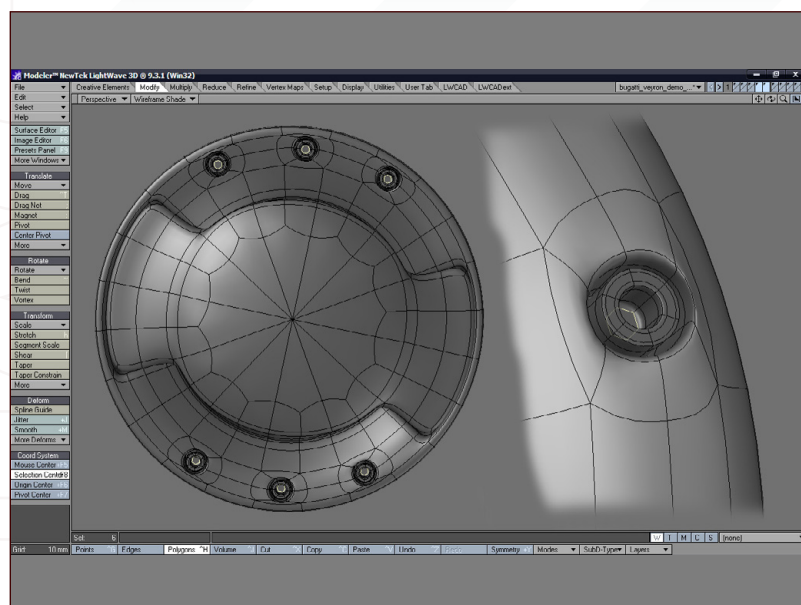 Modeler™ NewTek LightWave 3D ® 9.3.1 (Win32)
File Creative Elements Modify Multiply Reduce Refine Vertex Maps Setup Display Utilities User Tab LWCAD LWCADext bugatti_veyron_demo_... 1
Edit Perspective Wireframe Shade
Select
Help
Surface Editor F5
Image Editor F6
Presets Panel
More Windows
Translate
Move
Drag
Drag Net
Magnet
Pivot
Center Pivot
More
Rotate
Rotate
Bend
Twist
Vortex
Transform
Scale
Stretch
Segment Scale
Shear
Taper
Taper Constrain
More
Deform
Spline Guide
Jitter
Smooth
More Deforms
Coord System
Mouse Center
Selection Center
Origin Center
Pivot Center
Sel: 6 W T M C S (none)
Grid: 10 mm Points Edges Polygons ^H Volume Cut Copy Paste Undo Symmetry Modes SubD-Type Layers